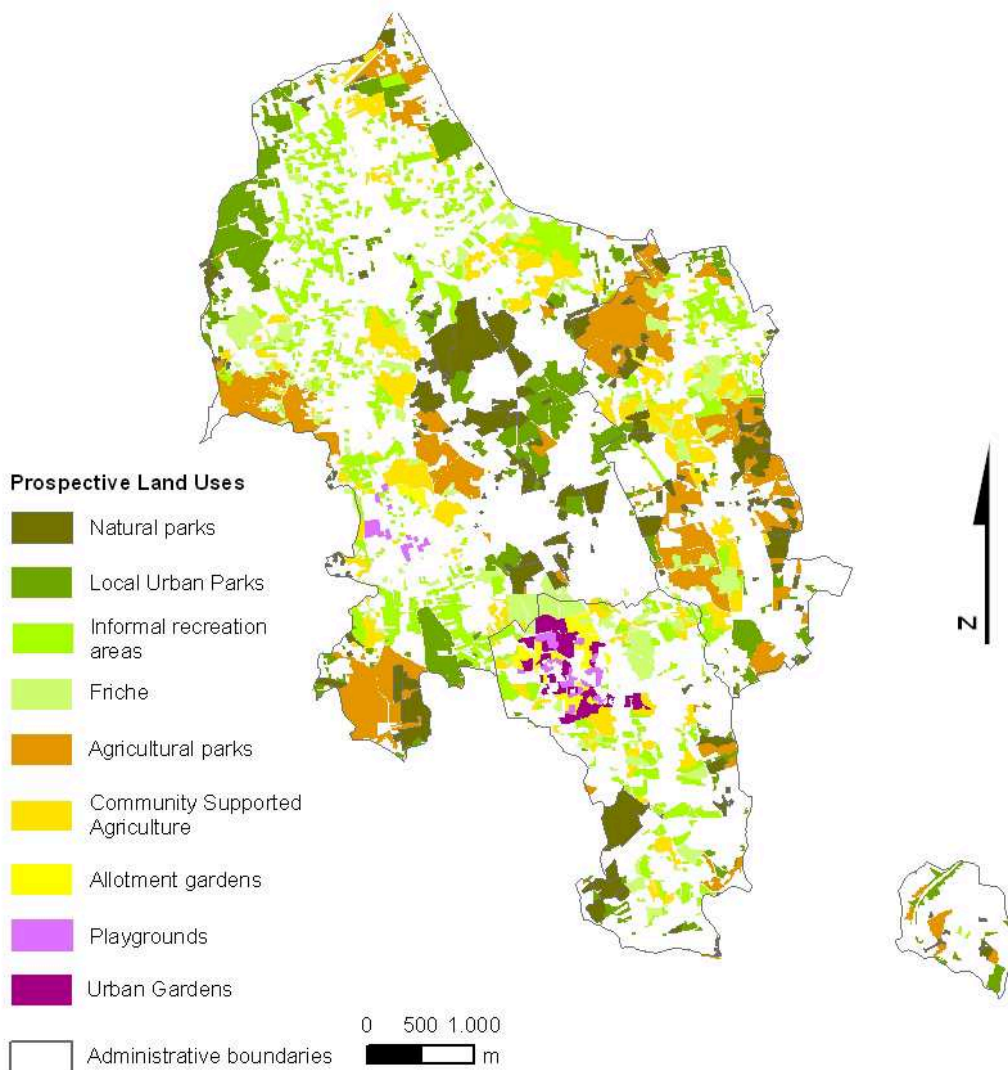 Prospective Land Uses
Natural parks
Local Urban Parks
Informal recreation
areas
Friche
Agricultural parks
Community Supported
Agriculture
Allotment gardens
Playgrounds
Urban Gardens
Administrative boundaries
0 500 1.000
m
N